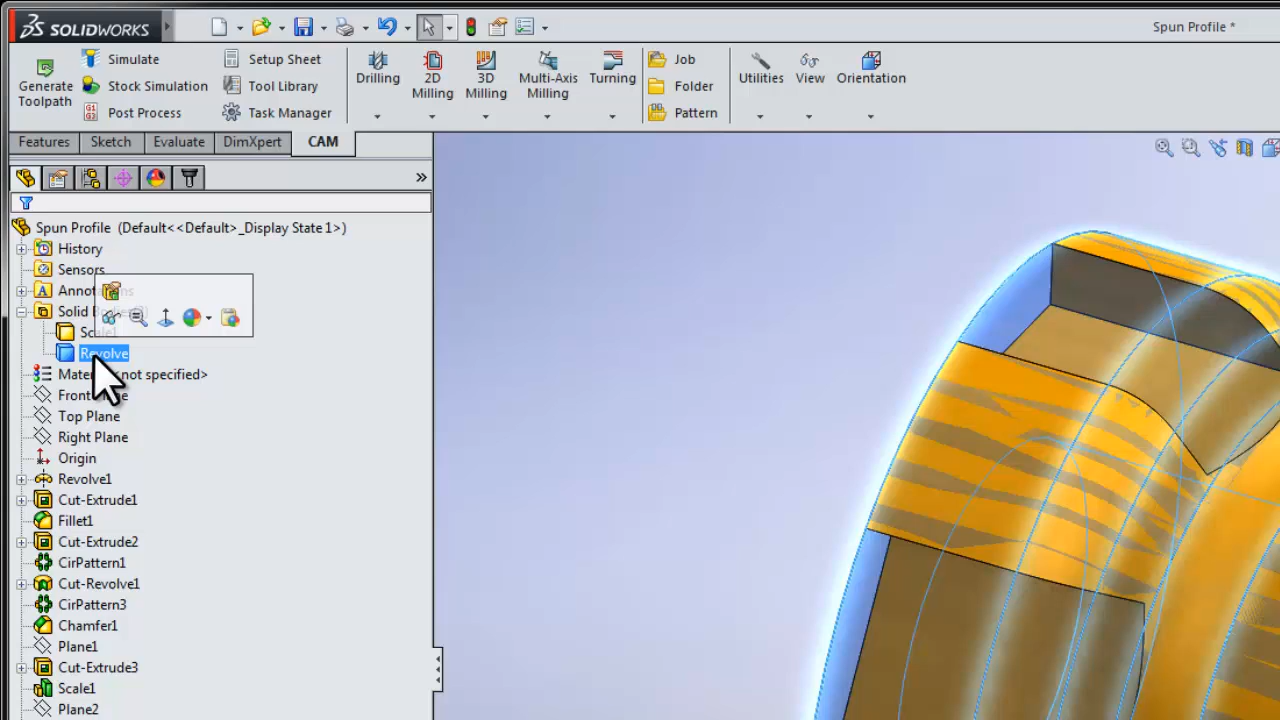 SOLIDWORKS
Spun Profile *
Generate Toolpath
Simulate
Stock Simulation
Post Process
Setup Sheet
Tool Library
Task Manager
Drilling
2D Milling
3D Milling
Multi-Axis Milling
Turning
Job
Folder
Pattern
Utilities
View
Orientation
Features
Sketch
Evaluate
DimXpert
CAM
Spun Profile (Default<<Default>_Display State 1>)
History
Sensors
Annotations
Solid
Scale1
Revolve
not specified>
Front
Top Plane
Right Plane
Origin
Revolve1
Cut-Extrude1
Fillet1
Cut-Extrude2
CirPattern1
Cut-Revolve1
CirPattern3
Chamfer1
Plane1
Cut-Extrude3
Scale1
Plane2